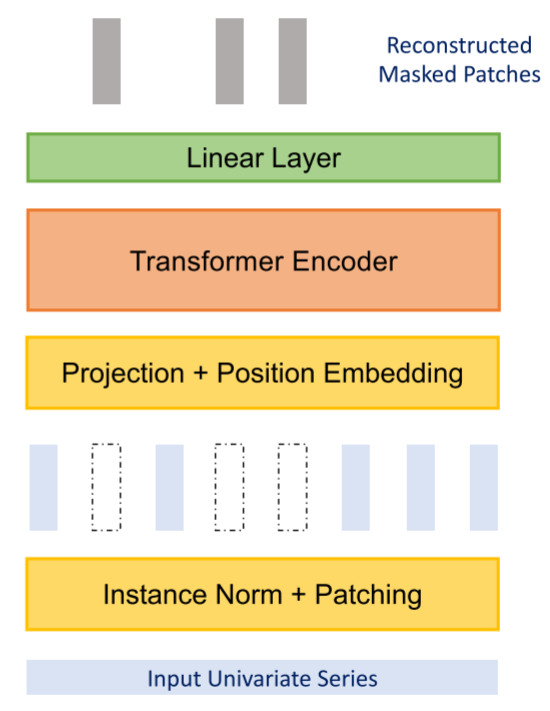 Reconstructed
Masked Patches
Linear Layer
Transformer Encoder
Projection + Position Embedding
Instance Norm + Patching
Input Univariate Series